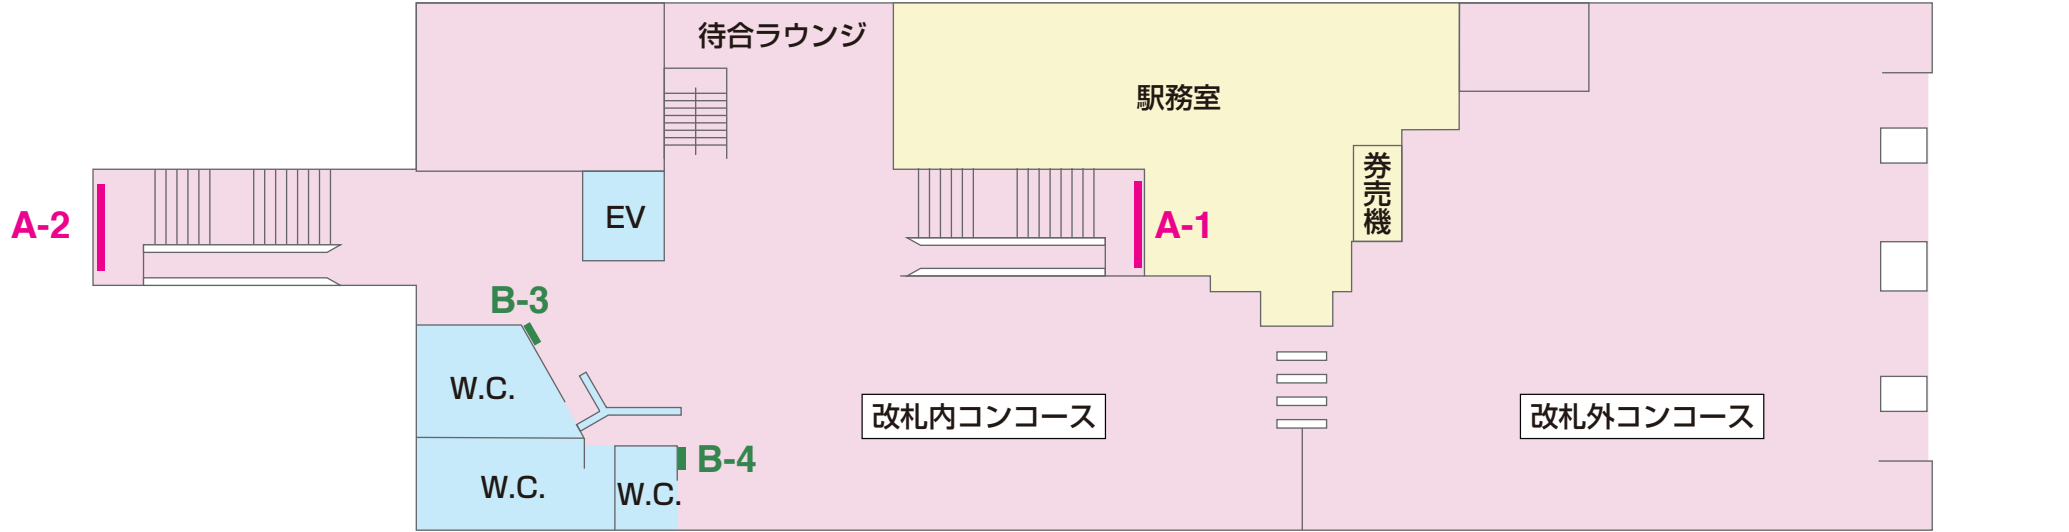 待合ラウンジ
駅務室
券売機
A-2
EV
A-1
B-3
W.C.
改札内コンコース
改札外コンコース
B-4
W.C.
W.C.